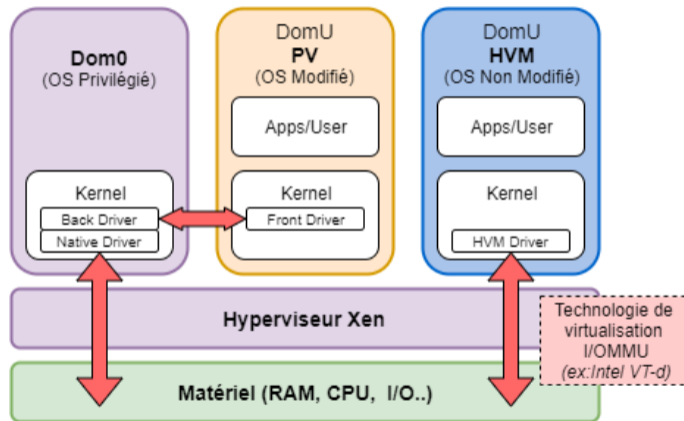 Dom0
(OS Privilégié)
Kernel
Back Driver
Native Driver
DomU
PV
(OS Modifié)
Apps/User
Kernel
Front Driver
DomU
HVM
(OS Non Modifié)
Apps/User
Kernel
HVM Driver
Hyperviseur Xen
Technologie de
virtualisation
I/OMMU
(ex:Intel VT-d)
Matériel (RAM, CPU, I/O..)